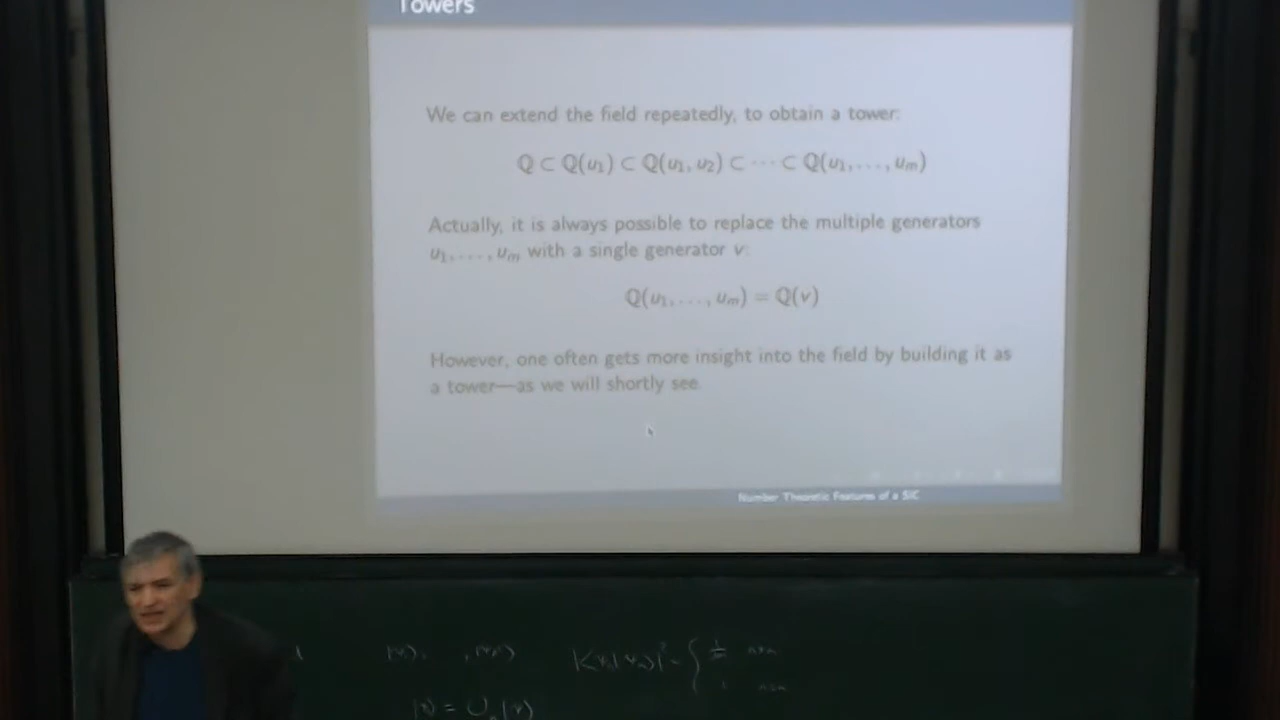 Towers
We can extend the field repeatedly, to obtain a tower:
ℚ ⊂ ℚ(u₁) ⊂ ℚ(u₁, u₂) ⊂ ··· ⊂ ℚ(u₁, ..., uₘ)
Actually, it is always possible to replace the multiple generators
u₁, ..., uₘ with a single generator v:
ℚ(u₁, ..., uₘ) = ℚ(v)
However, one often gets more insight into the field by building it as
a tower—as we will shortly see.
Number Theoretic Features of a SIC